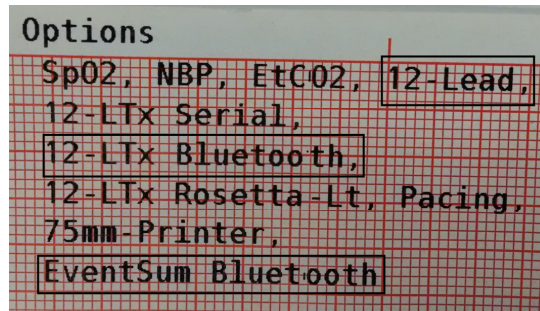 Options
SpO2, NBP, EtCO2, 12-Lead,
12-LTx Serial,
12-LTx Bluetooth,
12-LTx Rosetta-Lt, Pacing,
75mm-Printer,
EventSum Bluetooth